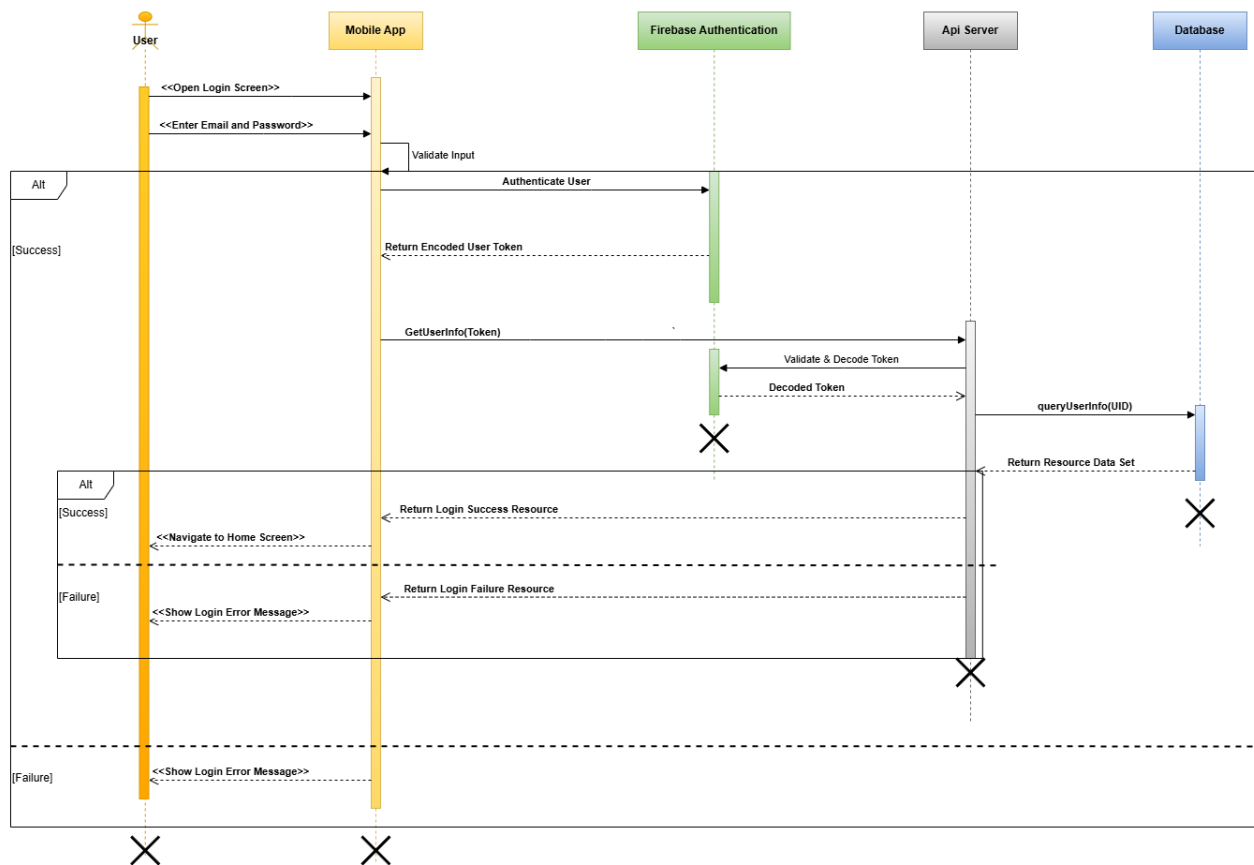 User
Mobile App
Firebase Authentication
Api Server
Database
<<Open Login Screen>>
<<Enter Email and Password>>
Validate Input
Alt
Authenticate User
[Success]
Return Encoded User Token
GetUserInfo(Token)
Validate & Decode Token
Decoded Token
queryUserInfo(UID)
Return Resource Data Set
Alt
[Success]
Return Login Success Resource
<<Navigate to Home Screen>>
[Failure]
Return Login Failure Resource
<<Show Login Error Message>>
[Failure]
<<Show Login Error Message>>